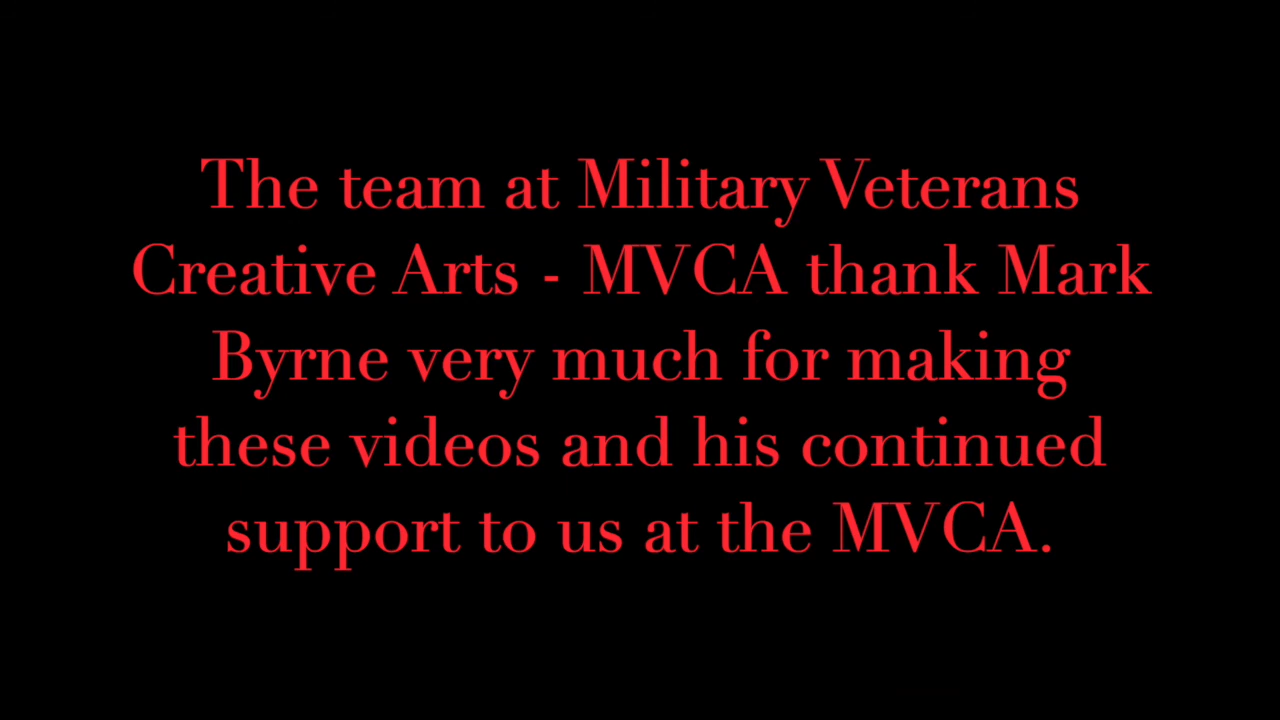 The team at Military Veterans
Creative Arts - MVCA thank Mark
Byrne very much for making
these videos and his continued
support to us at the MVCA.